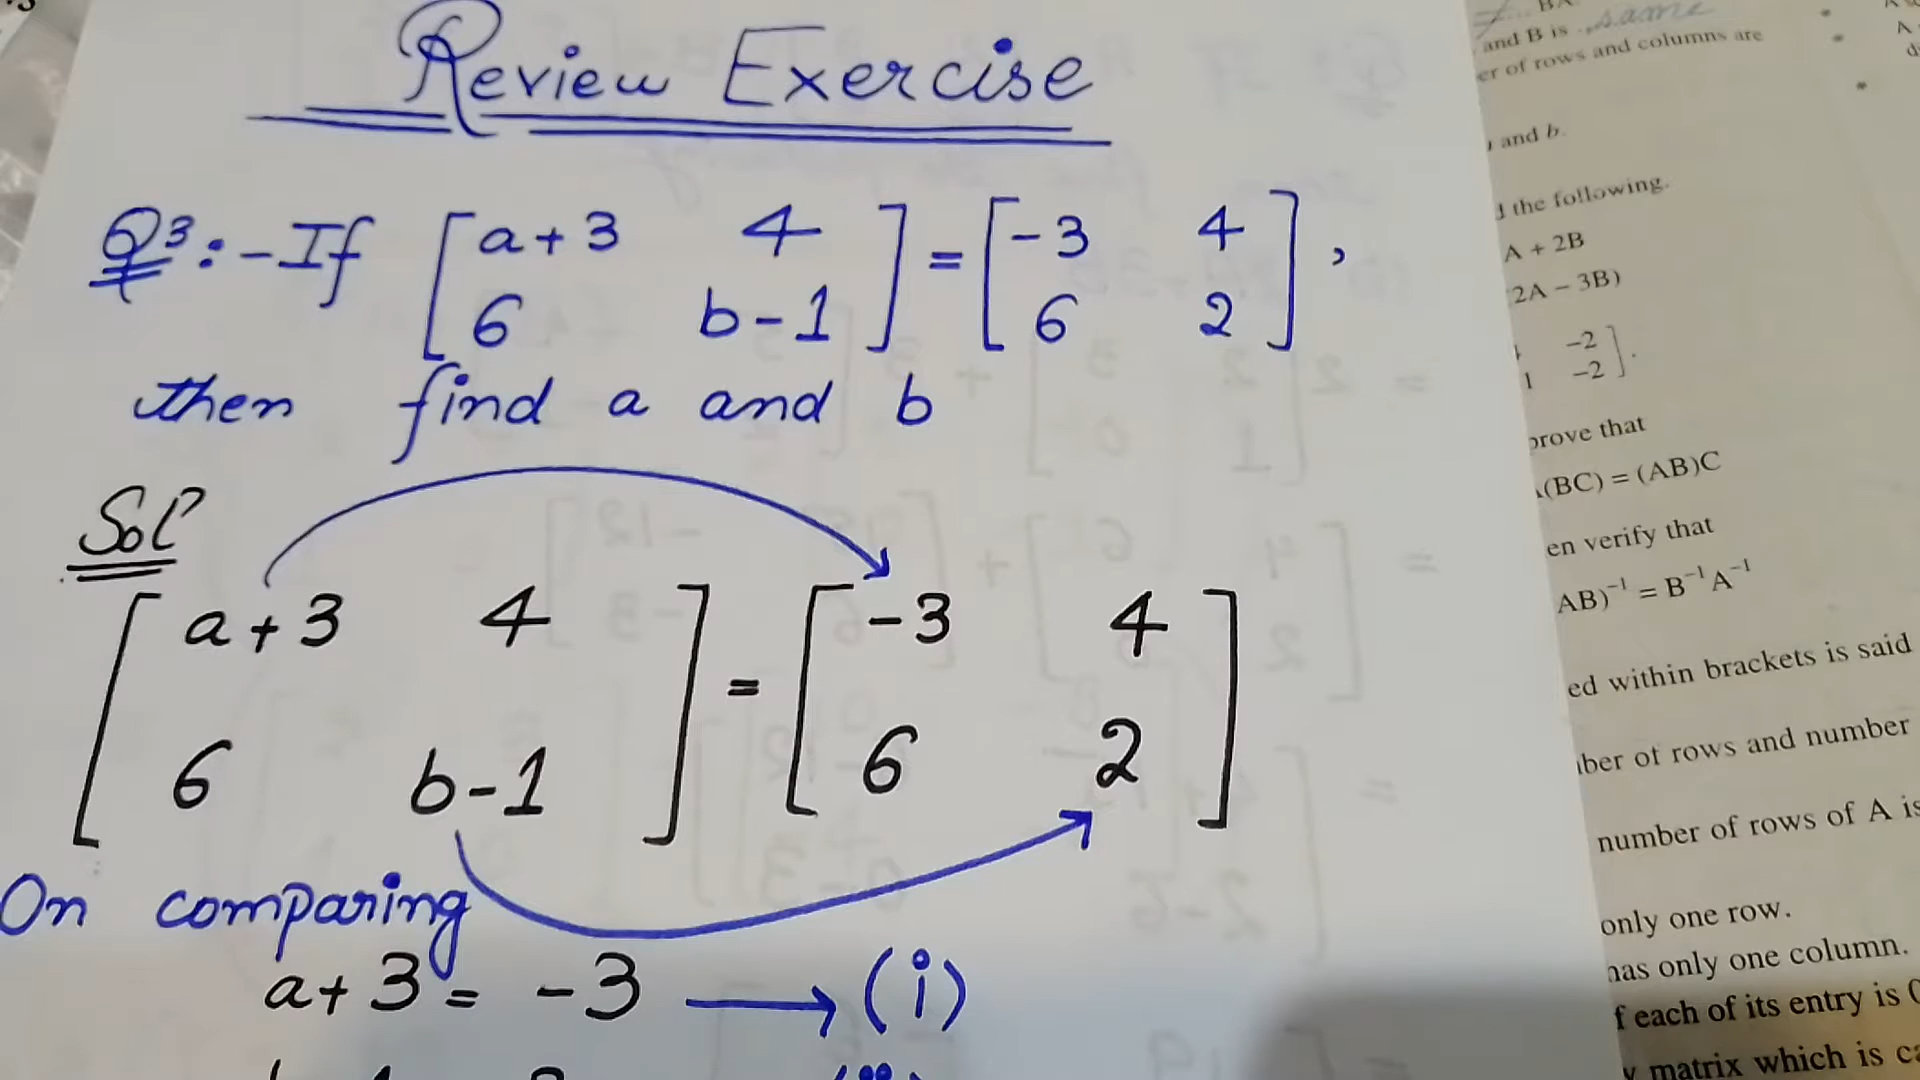 Review Exercise
Q3:- If [a+3 4] = [-3 4],
[6 b-1] [6 2]
then find a and b
Sol
[a+3 4] = [-3 4]
[6 b-1] [6 2]
On comparing
a+3 = -3 → (i)
BA
and B is same
er of rows and columns are
and b.
the following.
A + 2B
2A – 3B)
-2
1 -2].
prove that
(BC) = (AB)C
en verify that
AB)⁻¹ = B⁻¹A⁻¹
ed within brackets is said
ber of rows and number
number of rows of A is
only one row.
has only one column.
f each of its entry is 0
matrix which is ca